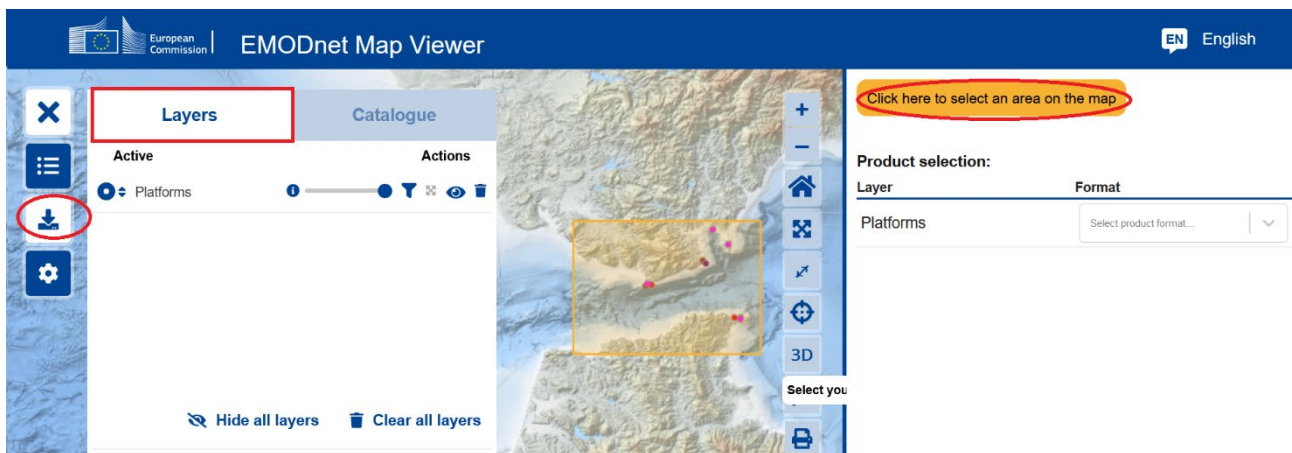 European
Commission
EMODnet Map Viewer
EN English
Layers
Catalogue
Active
Actions
Platforms
Hide all layers
Clear all layers
3D
Select you
Click here to select an area on the map
Product selection:
Layer
Format
Platforms
Select product format...